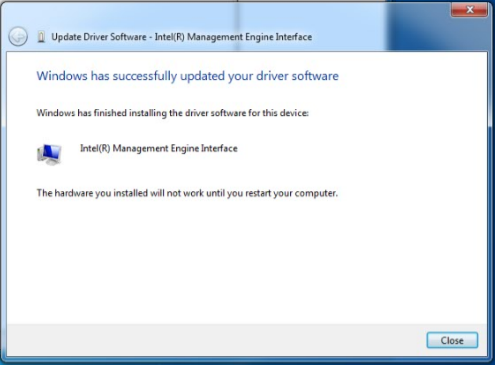 Update Driver Software - Intel(R) Management Engine Interface
Windows has successfully updated your driver software
Windows has finished installing the driver software for this device:
Intel(R) Management Engine Interface
The hardware you installed will not work until you restart your computer.
Close